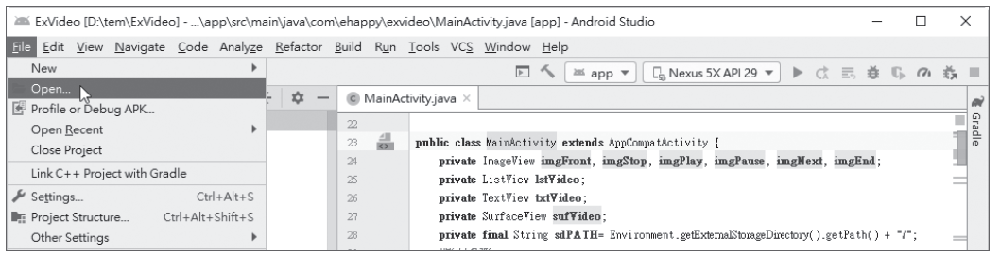 ExVideo [D:\tem\ExVideo] - ...\app\src\main\java\com\ehappy\exvideo\MainActivity.java [app] - Android Studio
File Edit View Navigate Code Analyze Refactor Build Run Tools VCS Window Help
New
app Nexus 5X API 29
Open...
Profile or Debug APK...
MainActivity.java
Gradle
Open Recent
Close Project
Link C++ Project with Gradle
Settings... Ctrl+Alt+S
Project Structure... Ctrl+Alt+Shift+S
Other Settings
22
23 public class MainActivity extends AppCompatActivity {
24 private ImageView imgFront, imgStop, imgPlay, imgPause, imgNext, imgEnd;
25 private ListView lstVideo;
26 private TextView txtVideo;
27 private SurfaceView sufVideo;
28 private final String sdPATH= Environment.getExternalStorageDirectory().getPath() + "/";